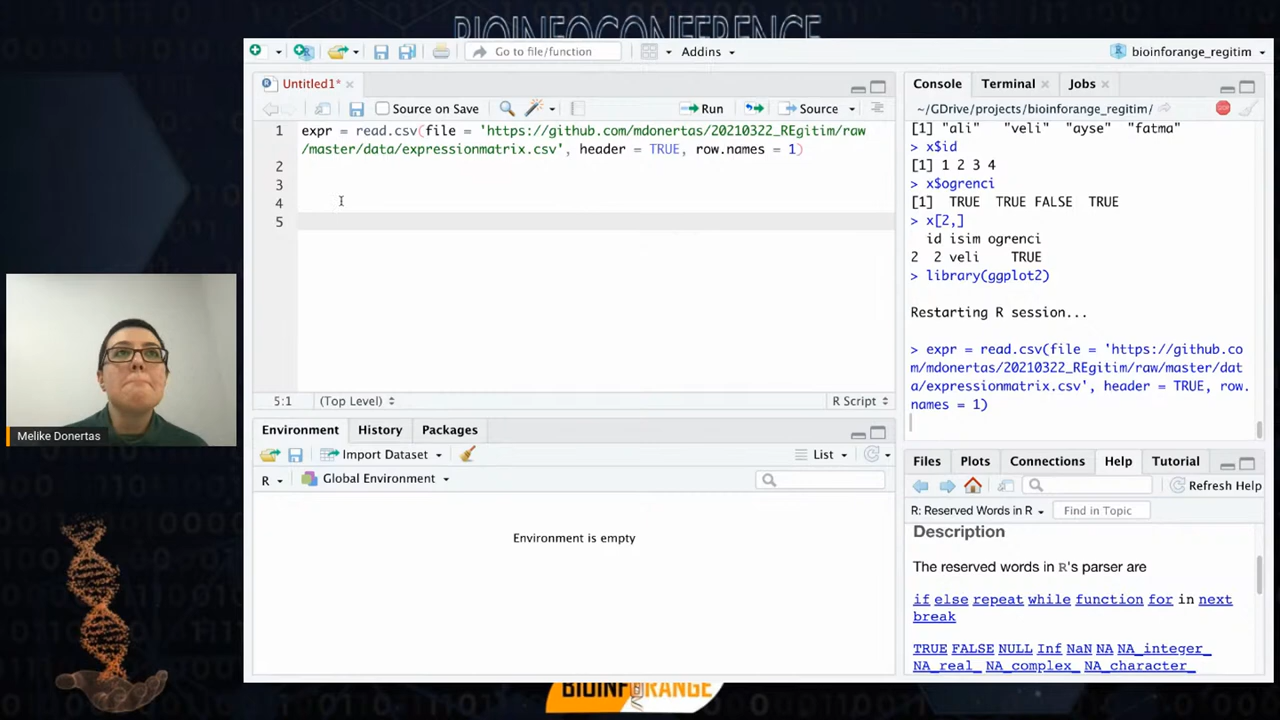 BIOINFOCONFERENCE
Go to file/function
Addins
bioinforange_regitim
Untitled1*
Source on Save
Run
Source
1 expr = read.csv(file = 'https://github.com/mdonertas/20210322_REgitim/raw
/master/data/expressionmatrix.csv', header = TRUE, row.names = 1)
2
3
4
5
5:1 (Top Level) R Script
Environment History Packages
Import Dataset
List
R Global Environment
Environment is empty
Console Terminal Jobs
~/GDrive/projects/bioinforange_regitim/
[1] "ali" "veli" "ayse" "fatma"
> x$id
[1] 1 2 3 4
> x$ogrenci
[1] TRUE TRUE FALSE TRUE
> x[2,]
id isim ogrenci
2 2 veli TRUE
> library(ggplot2)
Restarting R session...
> expr = read.csv(file = 'https://github.co
m/mdonertas/20210322_REgitim/raw/master/dat
a/expressionmatrix.csv', header = TRUE, row.
names = 1)
Files Plots Connections Help Tutorial
Refresh Help
R: Reserved Words in R
Find in Topic
Description
The reserved words in R's parser are
if else repeat while function for in next
break
TRUE FALSE NULL Inf NaN NA NA_integer_
NA_real_ NA_complex_ NA_character_
Melike Donertas
BIOINFORANGE